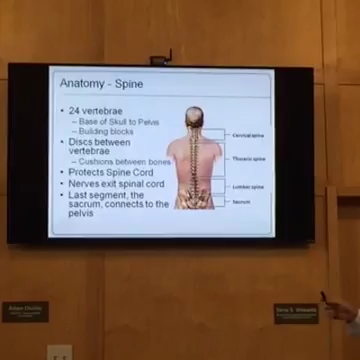 Anatomy - Spine
• 24 vertebrae
– Base of Skull to Pelvis
– Building blocks
• Discs between
vertebrae
– Cushions between bones
• Protects Spine Cord
• Nerves exit spinal cord
• Last segment, the
sacrum, connects to the
pelvis
Cervical spine
Thoracic spine
Lumbar spine
Sacrum